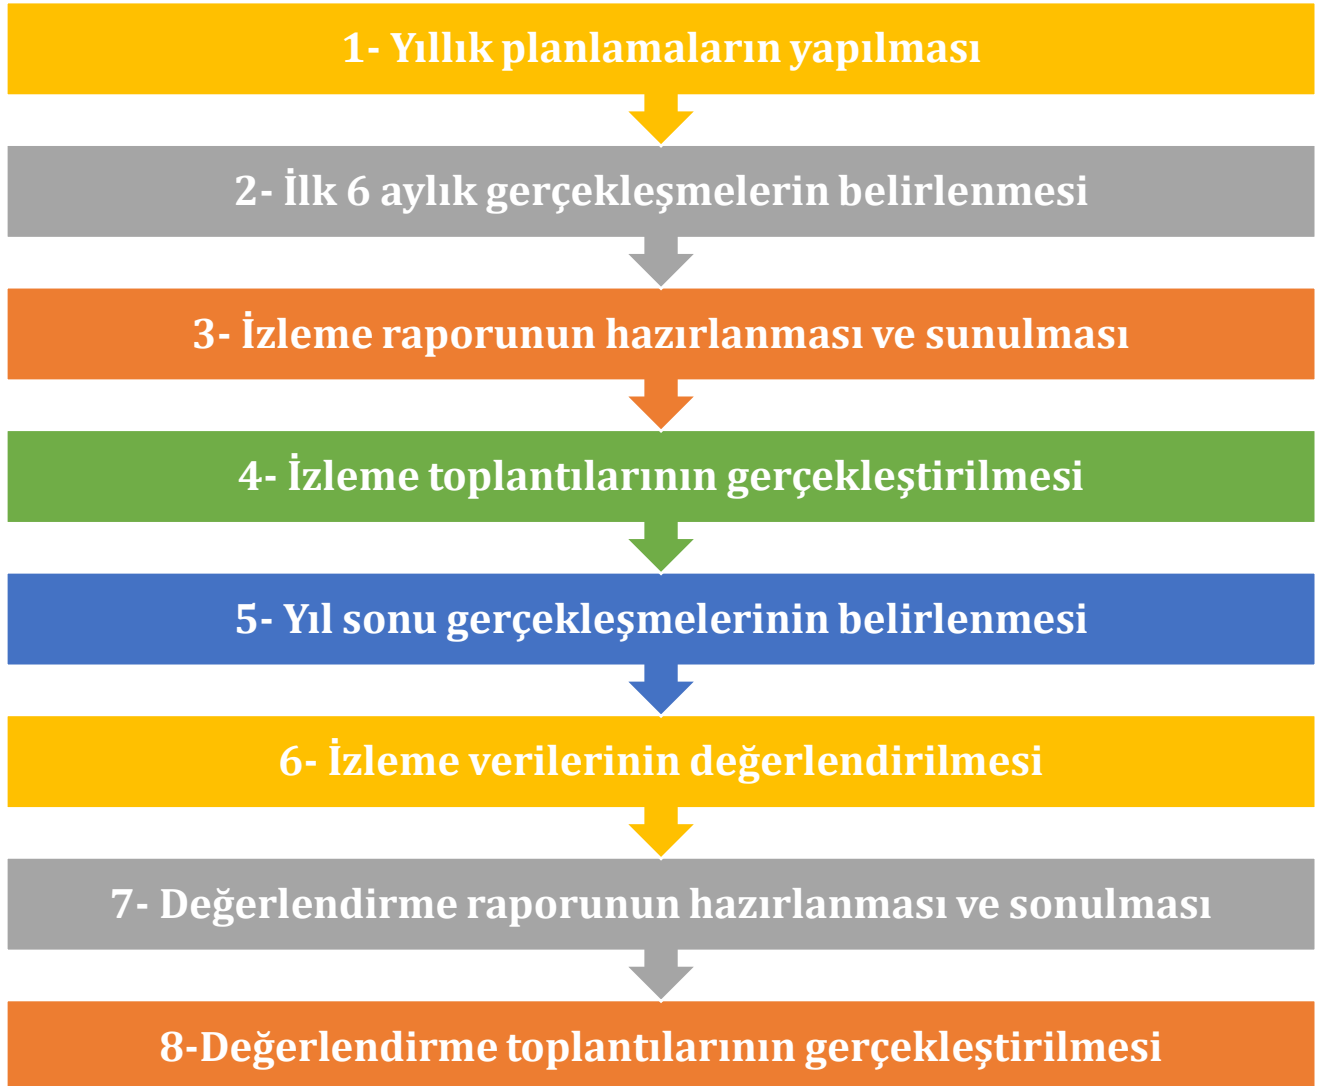 1- Yıllık planlamaların yapılması
2- İlk 6 aylık gerçekleşmelerin belirlenmesi
3- İzleme raporunun hazırlanması ve sunulması
4- İzleme toplantılarının gerçekleştirilmesi
5- Yıl sonu gerçekleşmelerinin belirlenmesi
6- İzleme verilerinin değerlendirilmesi
7- Değerlendirme raporunun hazırlanması ve sonulması
8-Değerlendirme toplantılarının gerçekleştirilmesi